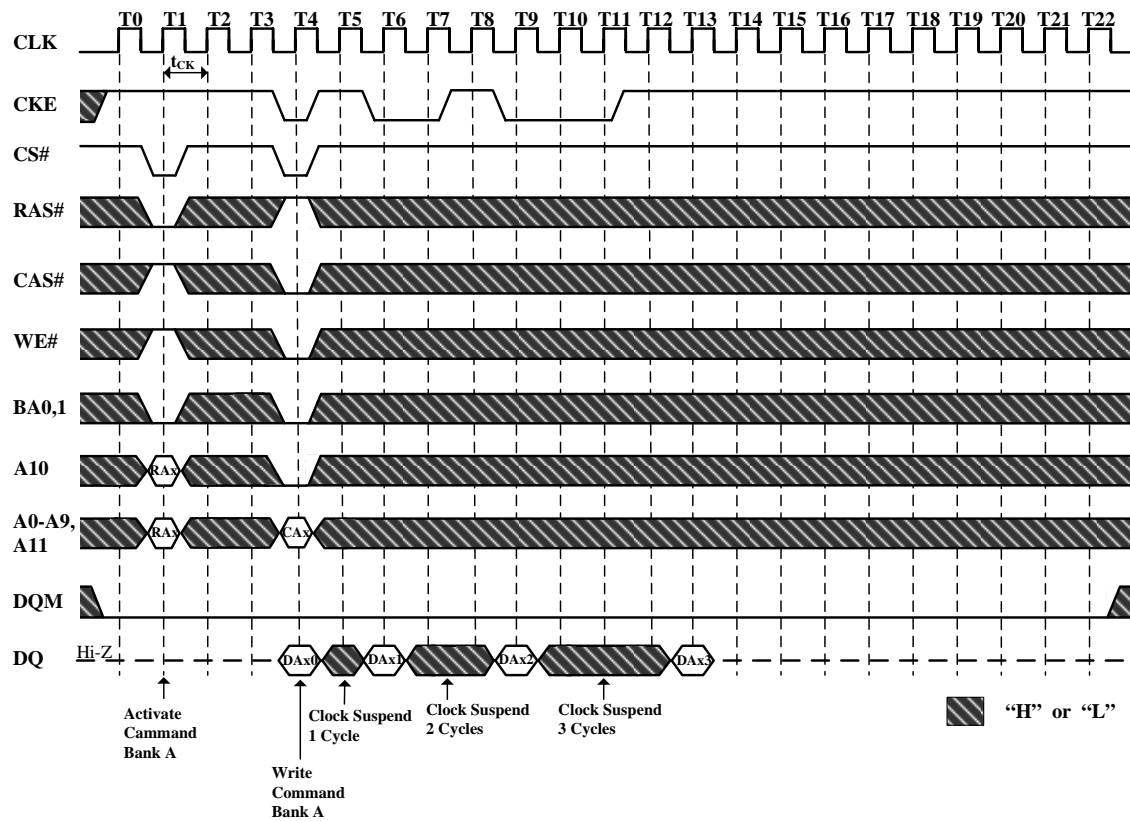 T0 T1 T2 T3 T4 T5 T6 T7 T8 T9 T10 T11 T12 T13 T14 T15 T16 T17 T18 T19 T20 T21 T22
CLK
tCK
CKE
CS#
RAS#
CAS#
WE#
BA0,1
A10
RAx
A0-A9,
A11
RAx
CAx
DQM
DQ
Hi-Z
DAx0
DAx1
DAx2
DAx3
Activate
Cammand
Bank A
Write
Command
Bank A
Clock Suspend
1 Cycle
Clock Suspend
2 Cycles
Clock Suspend
3 Cycles
“H” or “L”